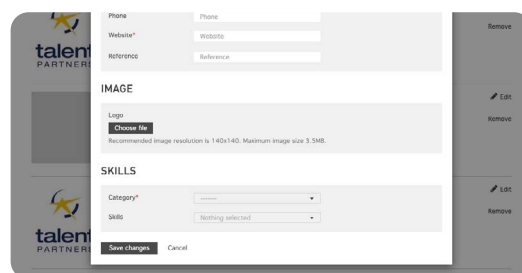 Phone Phone
Remove
Website* Website
talent
PARTNERS
Reference Reference
IMAGE
Edit
Logo
Choose file
Remove
Recommended image resolution is 140x140. Maximum image size 3.5MB.
SKILLS
Edit
Category* -------
Remove
Skills Nothing selected
talent
PARTNERS
Save changes Cancel